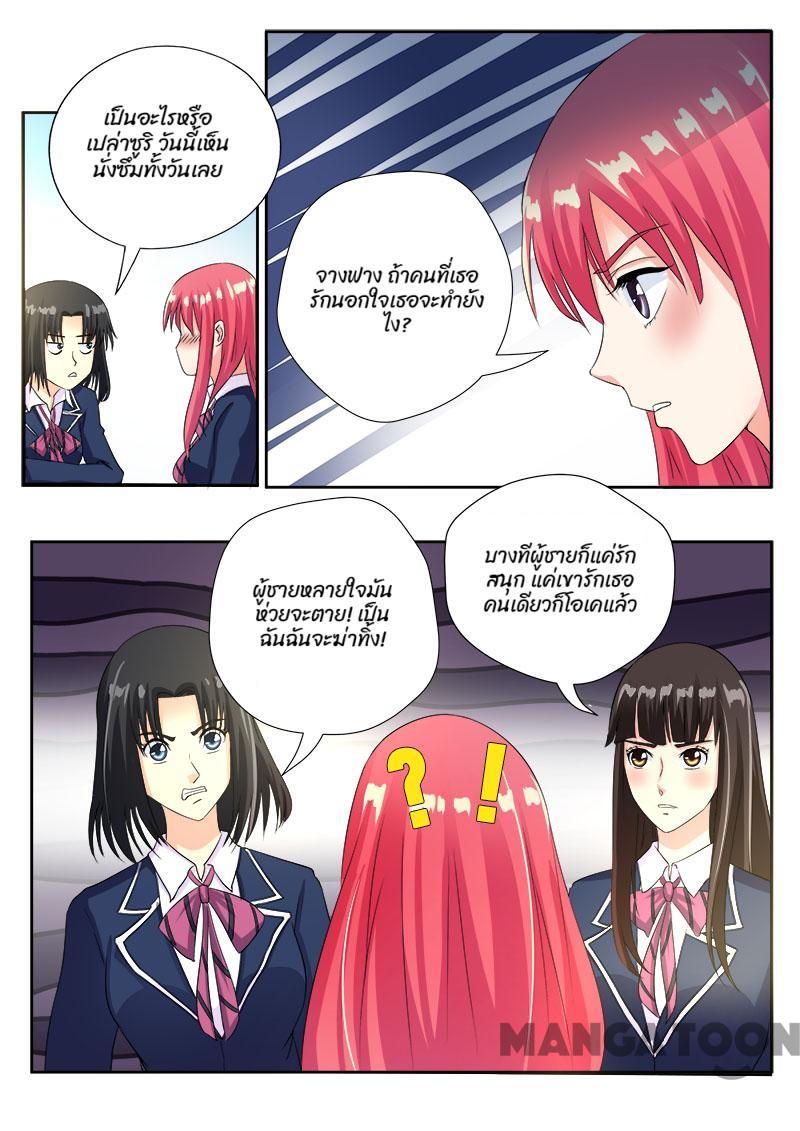 เป็นอะไรหรือ
เปล่าซูริ วันนี้เห็น
นั่งซึมทั้งวันเลย
จางฟาง ถ้าคนที่เธอ
รักนอกใจเธอจะทำยัง
ไง?
ผู้ชายหลายใจมัน
ห่วยจะตาย! เป็น
ฉันฉันจะฆ่าทิ้ง!
บางทีผู้ชายก็แค่รัก
สนุก แค่เขารักเธอ
คนเดียวก็โอเคแล้ว
? !
MANGATOON